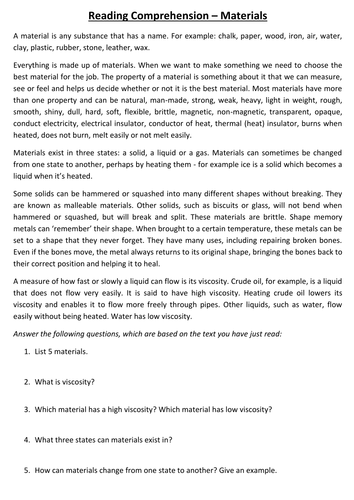 Reading Comprehension – Materials
A material is any substance that has a name. For example: chalk, paper, wood, iron, air, water,
clay, plastic, rubber, stone, leather, wax.
Everything is made up of materials. When we want to make something we need to choose the
best material for the job. The property of a material is something about it that we can measure,
see or feel and helps us decide whether or not it is the best material. Most materials have more
than one property and can be natural, man-made, strong, weak, heavy, light in weight, rough,
smooth, shiny, dull, hard, soft, flexible, brittle, magnetic, non-magnetic, transparent, opaque,
conduct electricity, electrical insulator, conductor of heat, thermal (heat) insulator, burns when
heated, does not burn, melt easily or not melt easily.
Materials exist in three states: a solid, a liquid or a gas. Materials can sometimes be changed
from one state to another, perhaps by heating them - for example ice is a solid which becomes a
liquid when it's heated.
Some solids can be hammered or squashed into many different shapes without breaking. They
are known as malleable materials. Other solids, such as biscuits or glass, will not bend when
hammered or squashed, but will break and split. These materials are brittle. Shape memory
metals can 'remember' their shape. When brought to a certain temperature, these metals can be
set to a shape that they never forget. They have many uses, including repairing broken bones.
Even if the bones move, the metal always returns to its original shape, bringing the bones back to
their correct position and helping it to heal.
A measure of how fast or slowly a liquid can flow is its viscosity. Crude oil, for example, is a liquid
that does not flow very easily. It is said to have high viscosity. Heating crude oil lowers its
viscosity and enables it to flow more freely through pipes. Other liquids, such as water, flow
easily without being heated. Water has low viscosity.
Answer the following questions, which are based on the text you have just read:
1. List 5 materials.
2. What is viscosity?
3. Which material has a high viscosity? Which material has low viscosity?
4. What three states can materials exist in?
5. How can materials change from one state to another? Give an example.